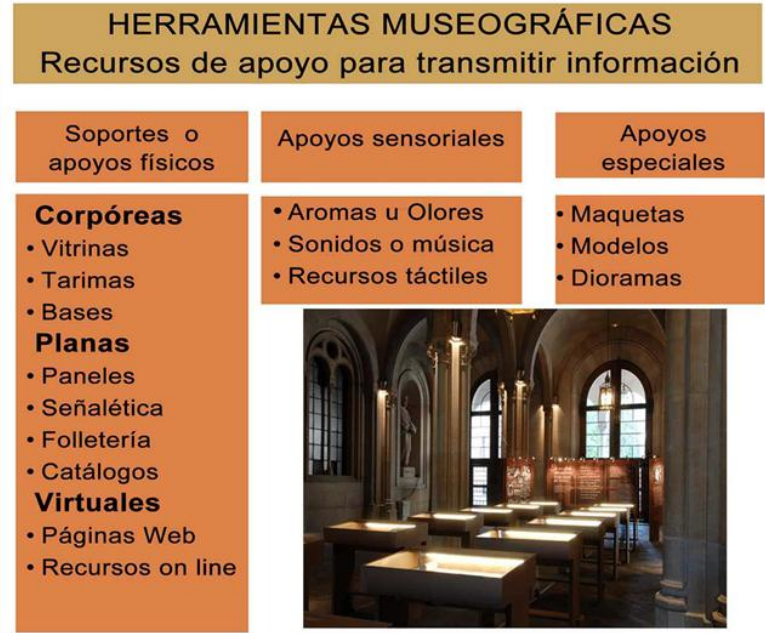 HERRAMIENTAS MUSEOGRÁFICAS
Recursos de apoyo para transmitir información
Soportes o
apoyos físicos
Corpóreas
• Vitrinas
• Tarimas
• Bases
Planas
• Paneles
• Señalética
• Folletería
• Catálogos
Virtuales
• Páginas Web
• Recursos on line
Apoyos sensoriales
• Aromas u Olores
• Sonidos o música
• Recursos táctiles
Apoyos
especiales
• Maquetas
• Modelos
• Dioramas